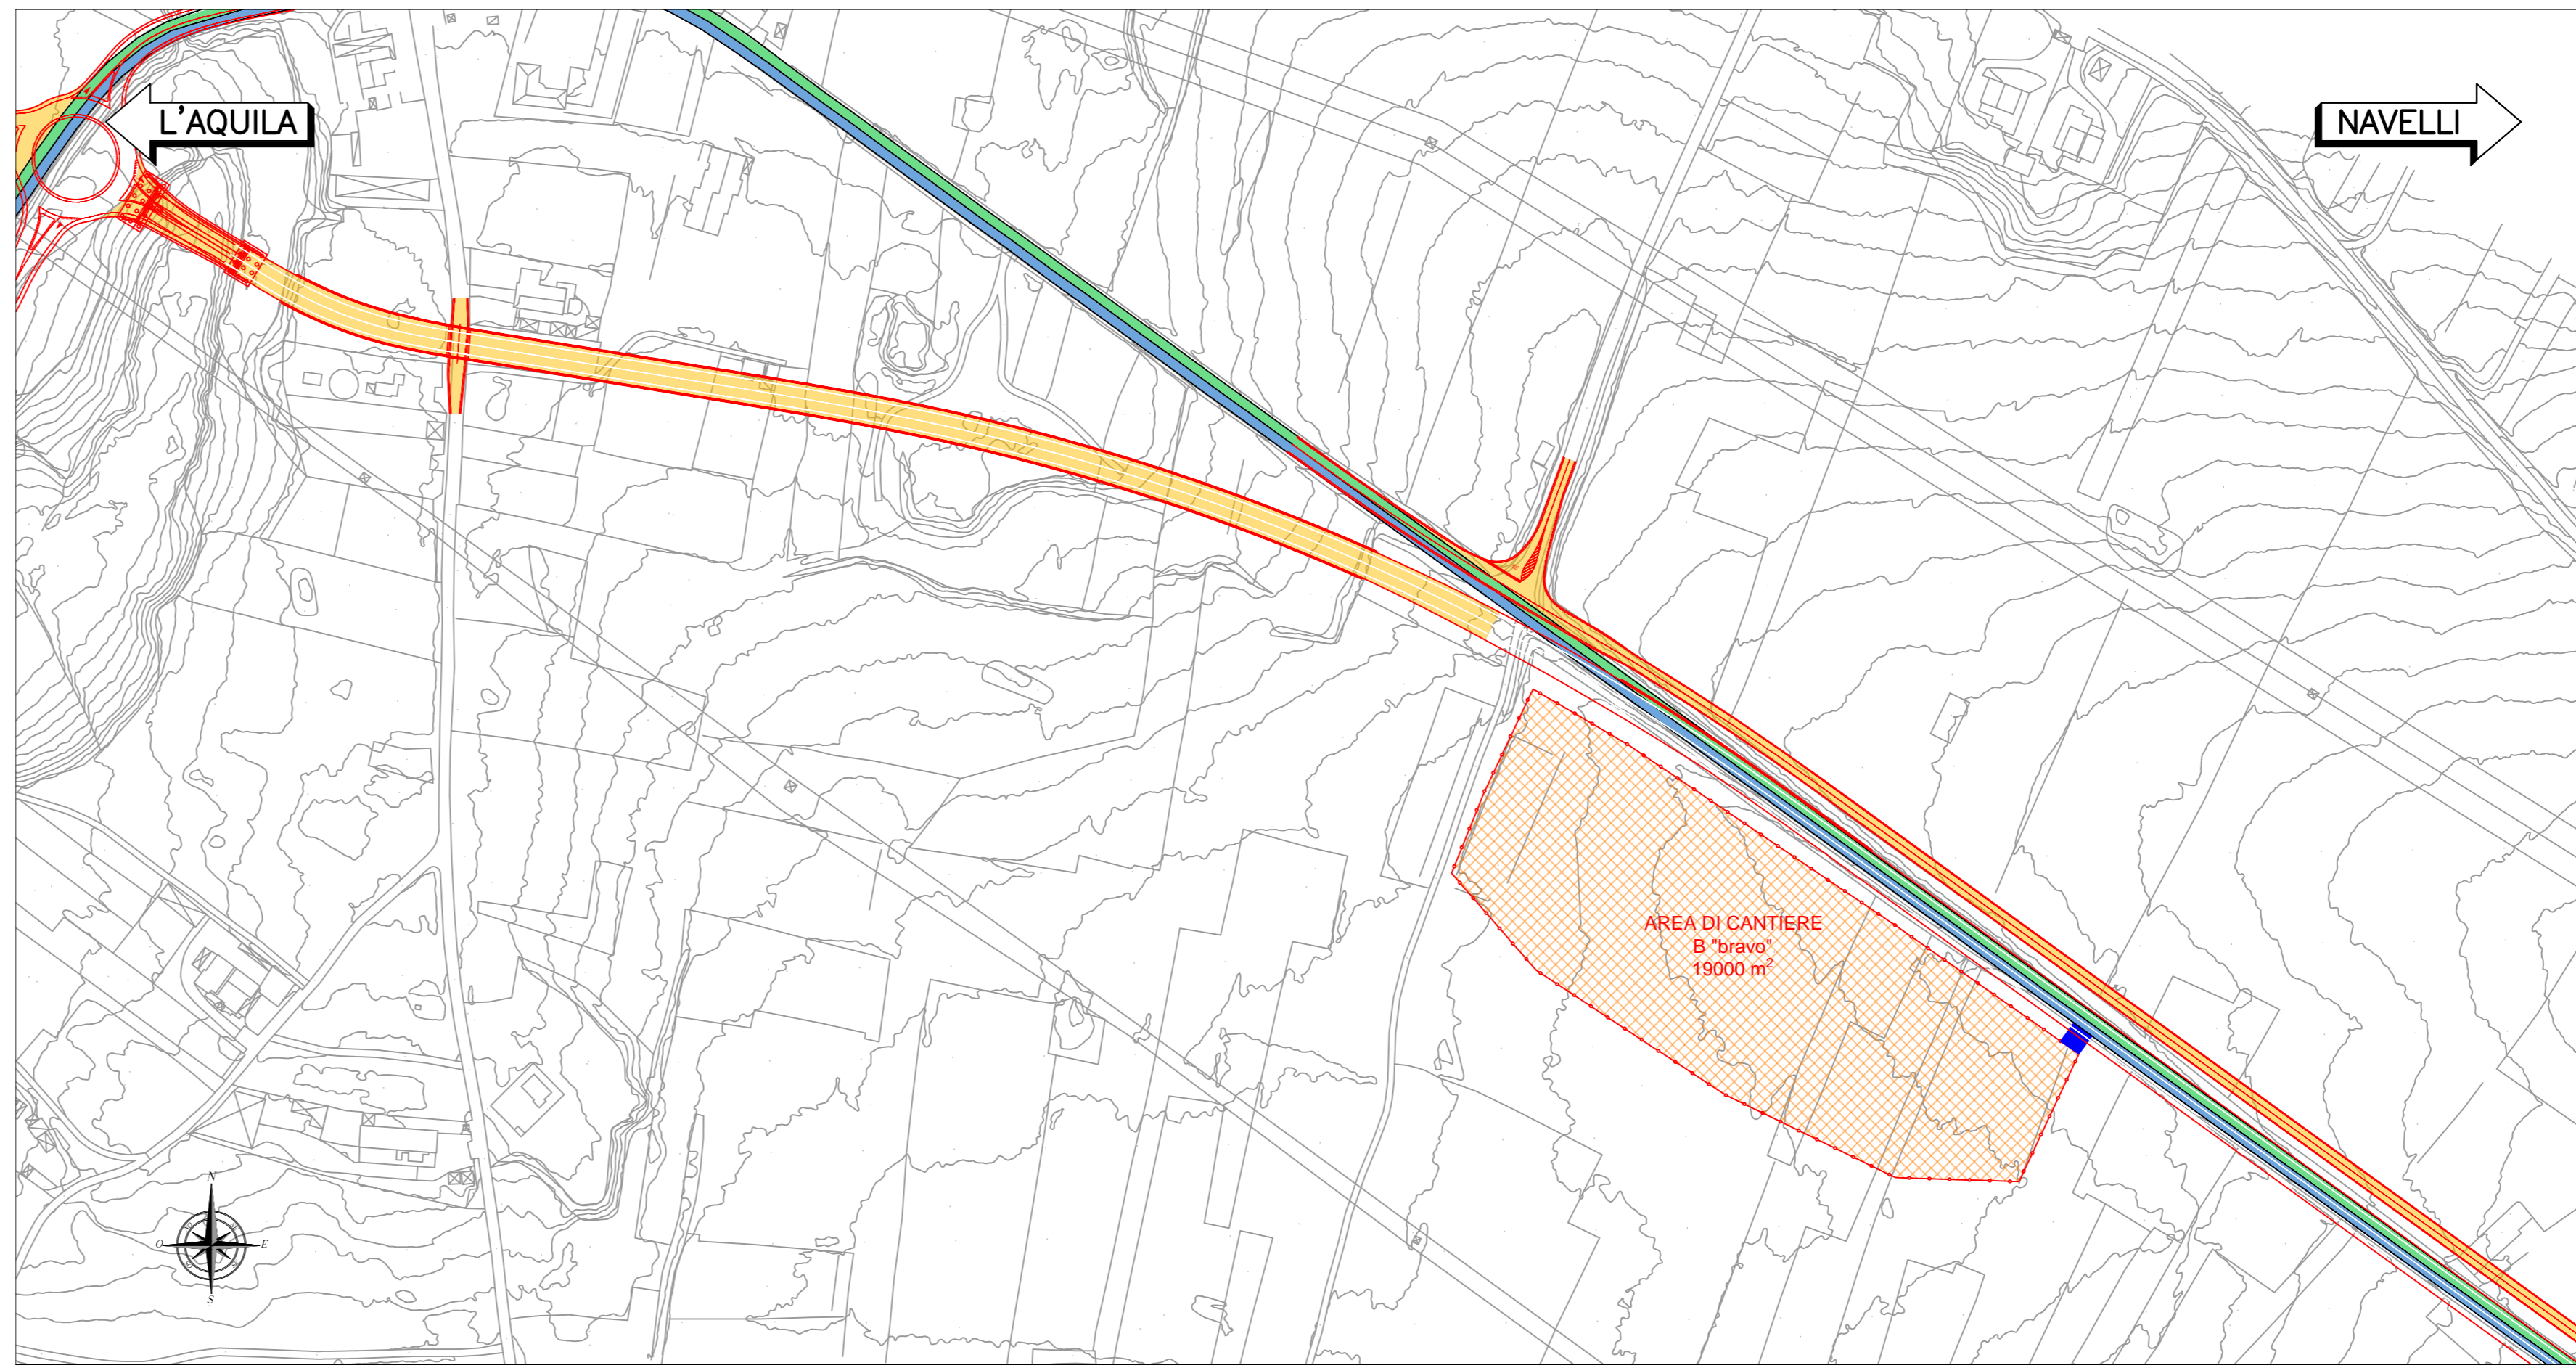 L'AQUILA
NAVELLI
AREA DI CANTIERE
B "bravo"
19000 m²
N
O
E
S